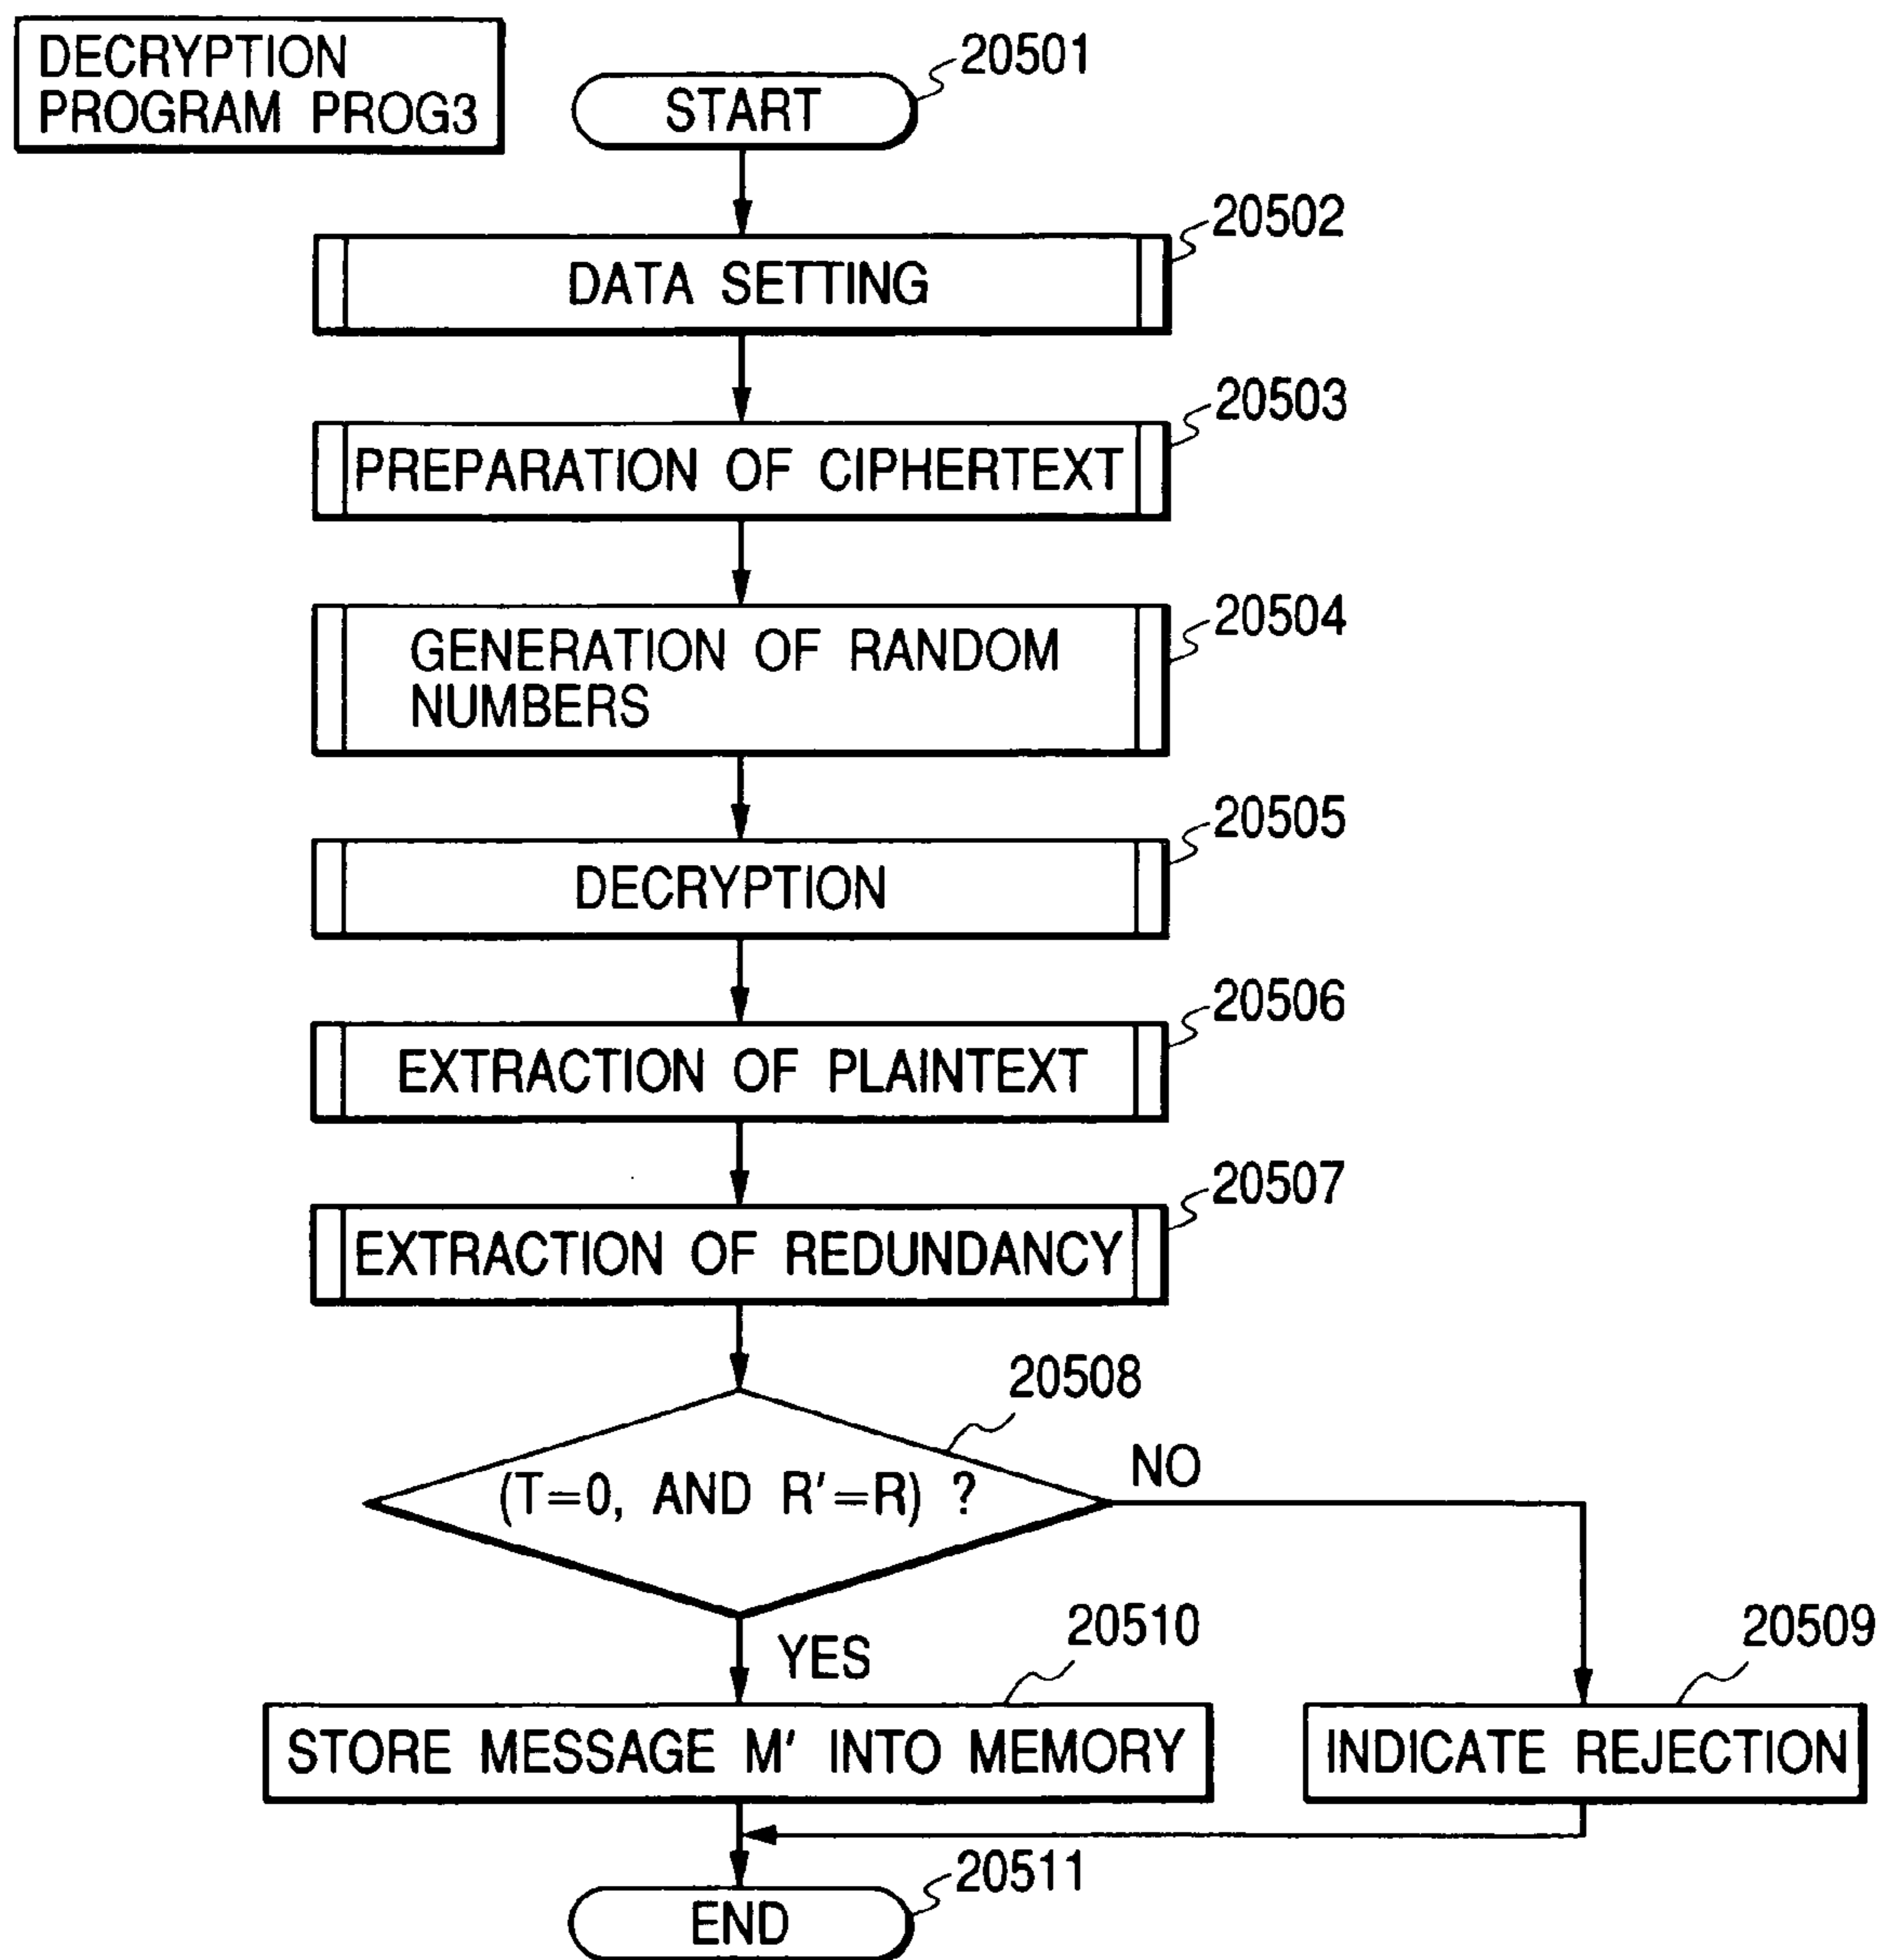 DECRYPTION
PROGRAM PROG3
20501
START
20502
DATA SETTING
20503
PREPARATION OF CIPHERTEXT
20504
GENERATION OF RANDOM
NUMBERS
20505
DECRYPTION
20506
EXTRACTION OF PLAINTEXT
20507
EXTRACTION OF REDUNDANCY
20508
(T=0, AND R'=R) ?
NO
YES
20510
20509
STORE MESSAGE M' INTO MEMORY
INDICATE REJECTION
20511
END